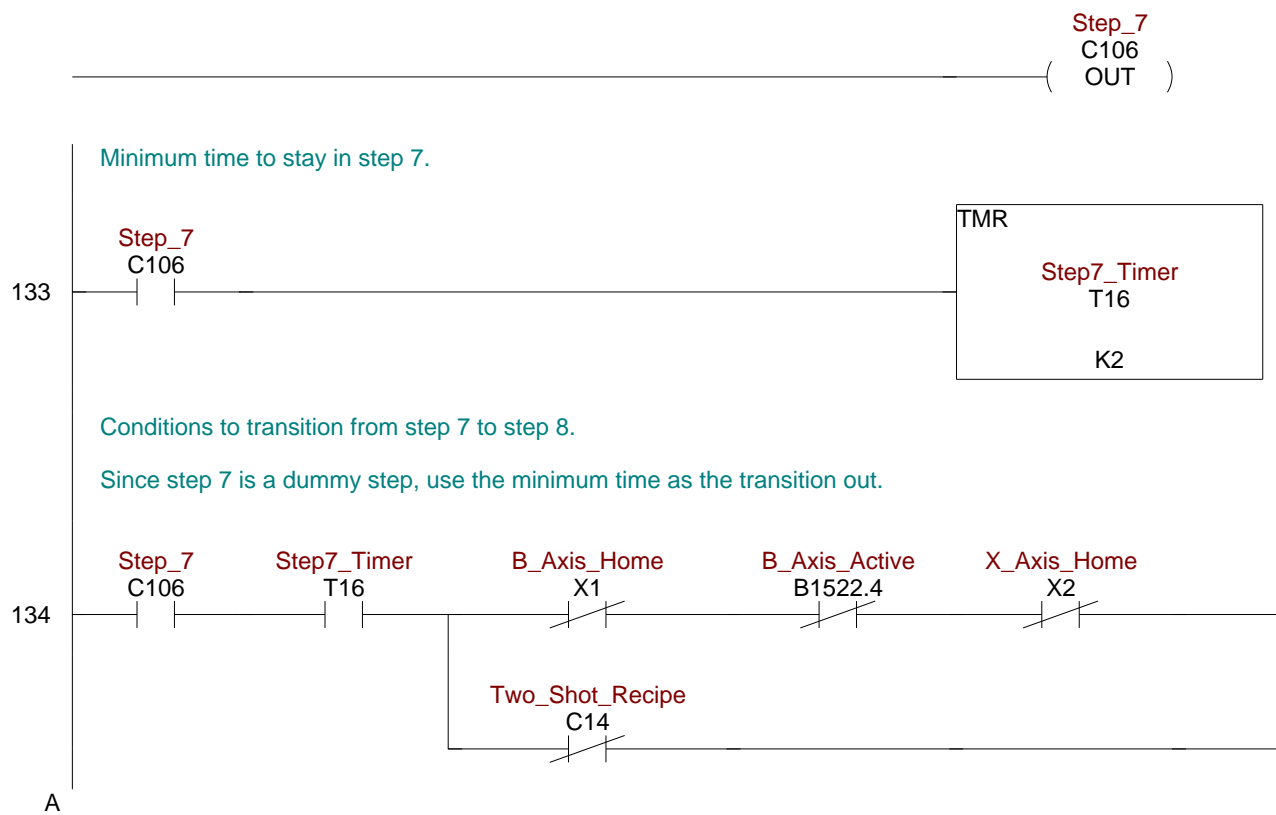 Step_7
C106
OUT
Minimum time to stay in step 7.
TMR
Step_7
C106
Step7_Timer
T16
133
K2
Conditions to transition from step 7 to step 8.
Since step 7 is a dummy step, use the minimum time as the transition out.
Step_7 Step7_Timer B_Axis_Home B_Axis_Active X_Axis_Home
C106 T16 X1 B1522.4 X2
134
Two_Shot_Recipe
C14
A